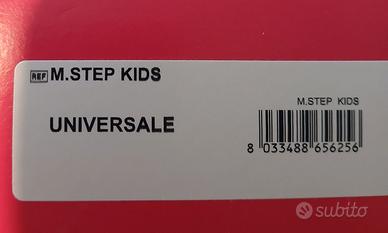 REF M.STEP KIDS
M.STEP KIDS
UNIVERSALE
8 033488 656256
subito